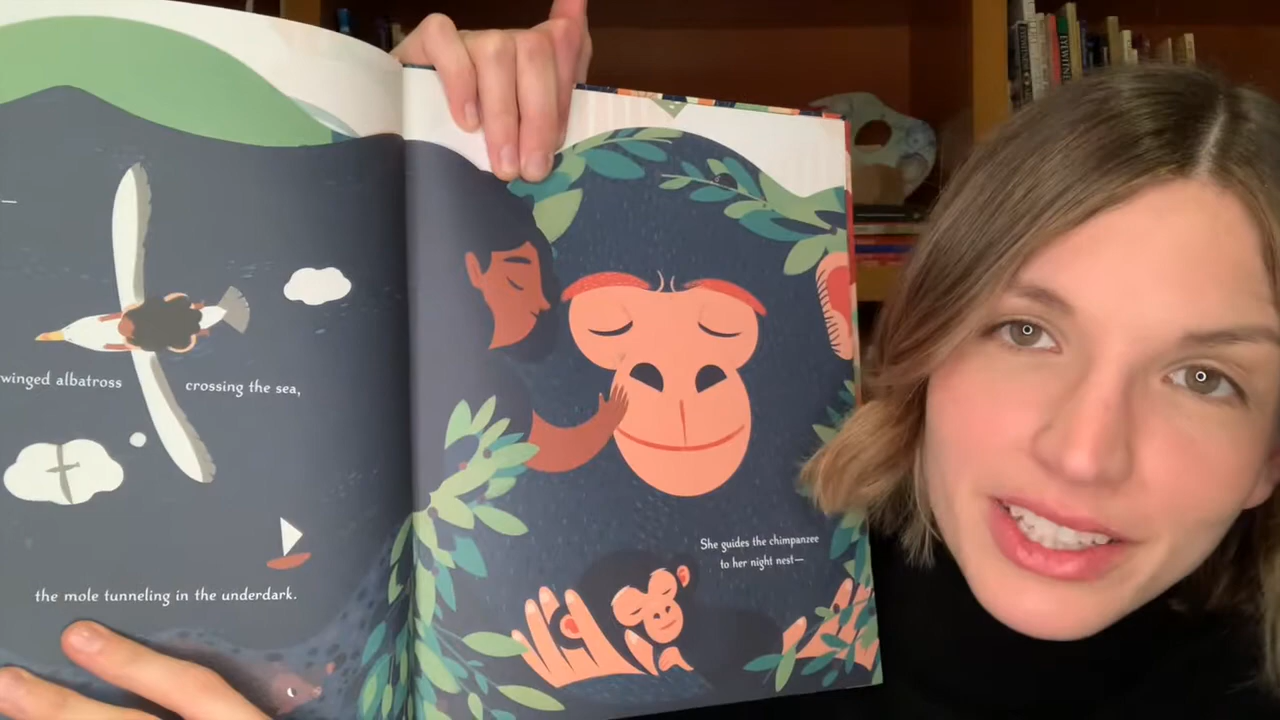 winged albatross crossing the sea,
the mole tunneling in the underdark.
She guides the chimpanzee
to her night nest—
EYEWITNE